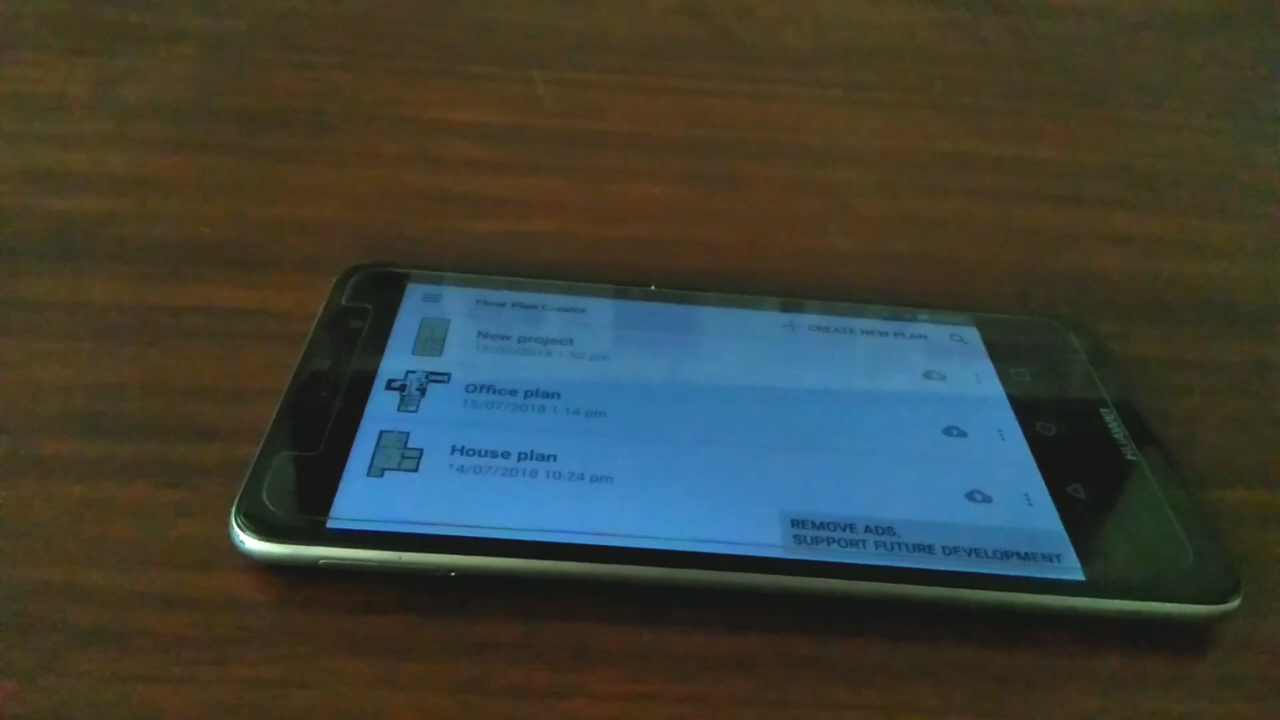 Floor Plan Creator
CREATE NEW PLAN
New project
Office plan
15/07/2018 1.14 pm
House plan
14/07/2018 10:24 pm
REMOVE ADS,
SUPPORT FUTURE DEVELOPMENT
HUAWEI